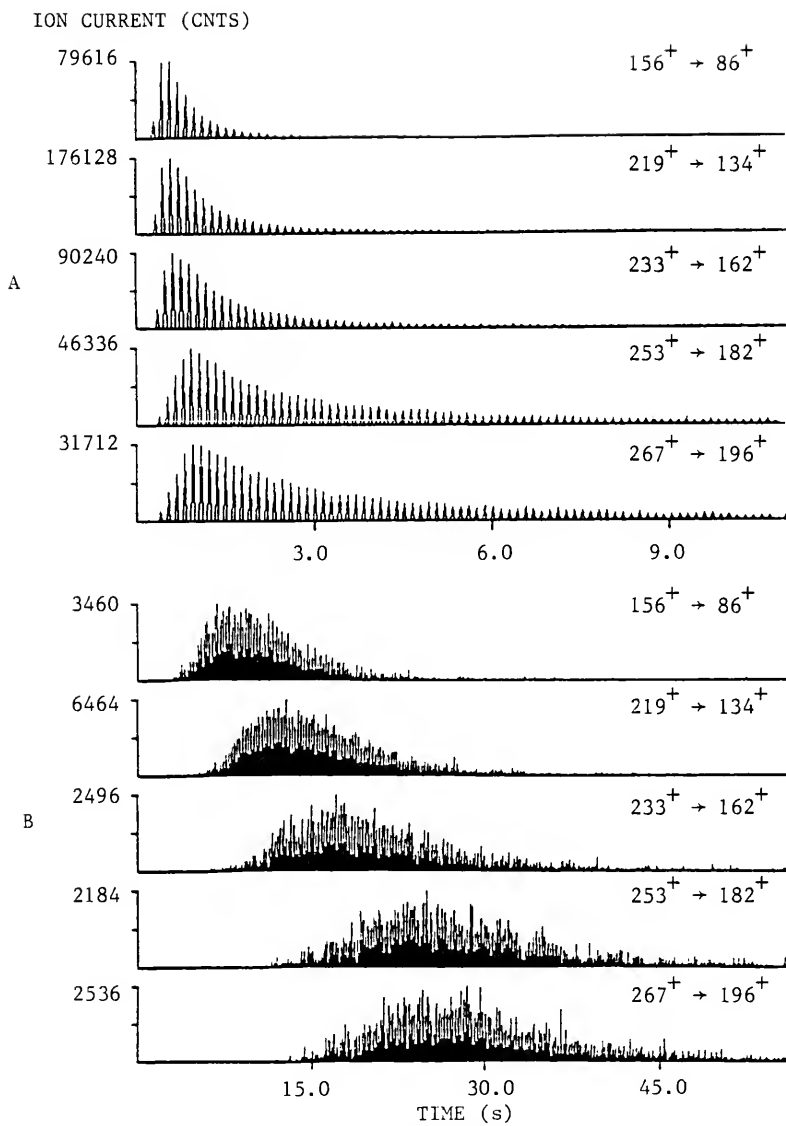 ION CURRENT (CNTS)
79616
156+ → 86+
176128
219+ → 134+
90240
233+ → 162+
A
46336
253+ → 182+
31712
267+ → 196+
3.0 6.0 9.0
3460
156+ → 86+
6464
219+ → 134+
2496
233+ → 162+
B
2184
253+ → 182+
2536
267+ → 196+
15.0 30.0 45.0
TIME (s)